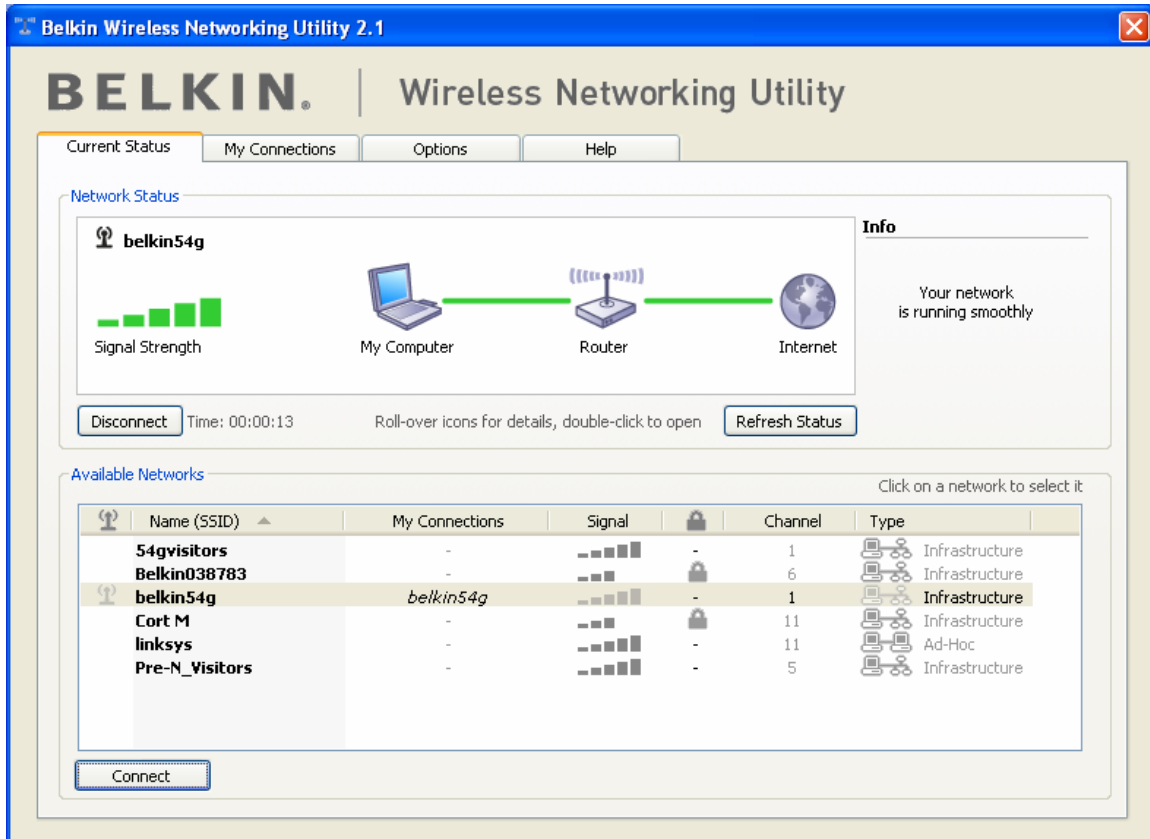 Belkin Wireless Networking Utility 2.1
BELKIN. Wireless Networking Utility
Current Status My Connections Options Help
Network Status
belkin54g
Info
Your network
is running smoothly
Signal Strength My Computer Router Internet
Disconnect Time: 00:00:13 Roll-over icons for details, double-click to open Refresh Status
Available Networks
Click on a network to select it
Name (SSID) My Connections Signal Channel Type
54gvisitors - - 1 Infrastructure
Belkin038783 - 6 Infrastructure
belkin54g belkin54g - 1 Infrastructure
Cort M - 11 Infrastructure
linksys - - 11 Ad-Hoc
Pre-N_Visitors - - 5 Infrastructure
Connect